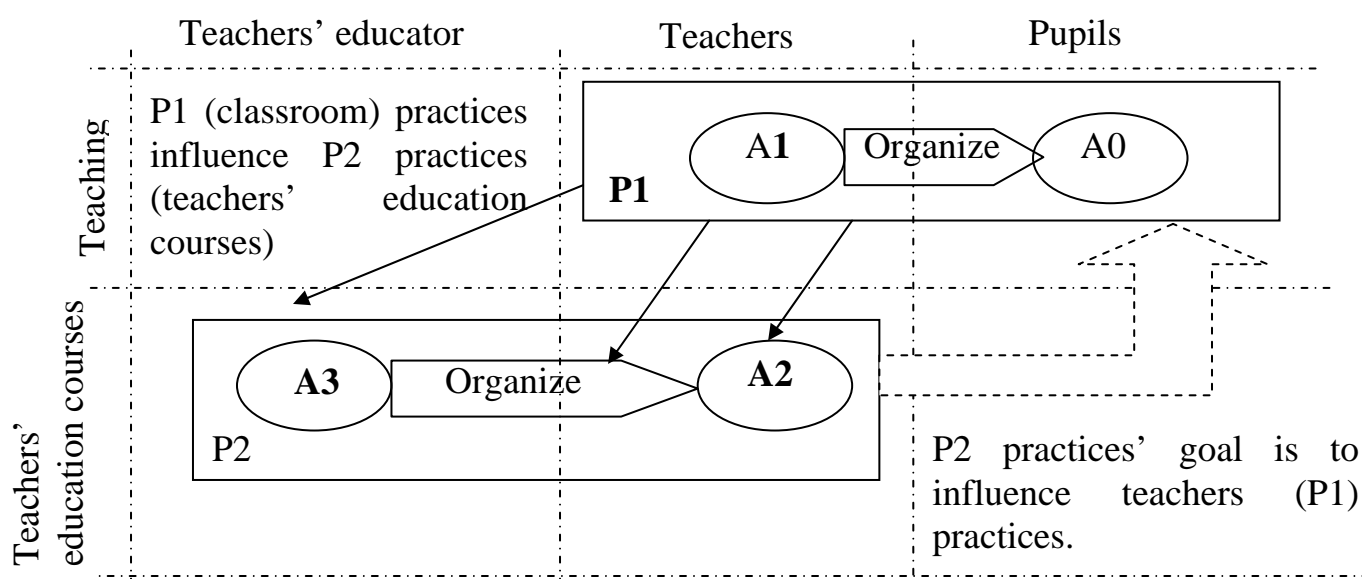 Teachers’ educator
Teachers
Pupils
Teaching
P1 (classroom) practices
influence P2 practices
(teachers’ education
courses)
P1
A1
Organize
A0
Teachers’
education courses
A3
Organize
A2
P2
P2 practices’ goal is to
influence teachers (P1)
practices.